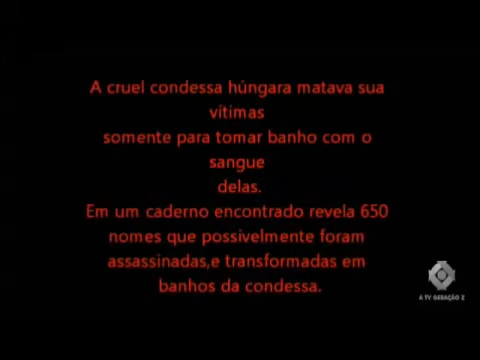 A cruel condessa húngara matava sua
vítimas
somente para tomar banho com o
sangue
delas.
Em um caderno encontrado revela 650
nomes que possivelmente foram
assassinadas,e transformadas em
banhos da condessa.
A TV GERAÇÃO Z